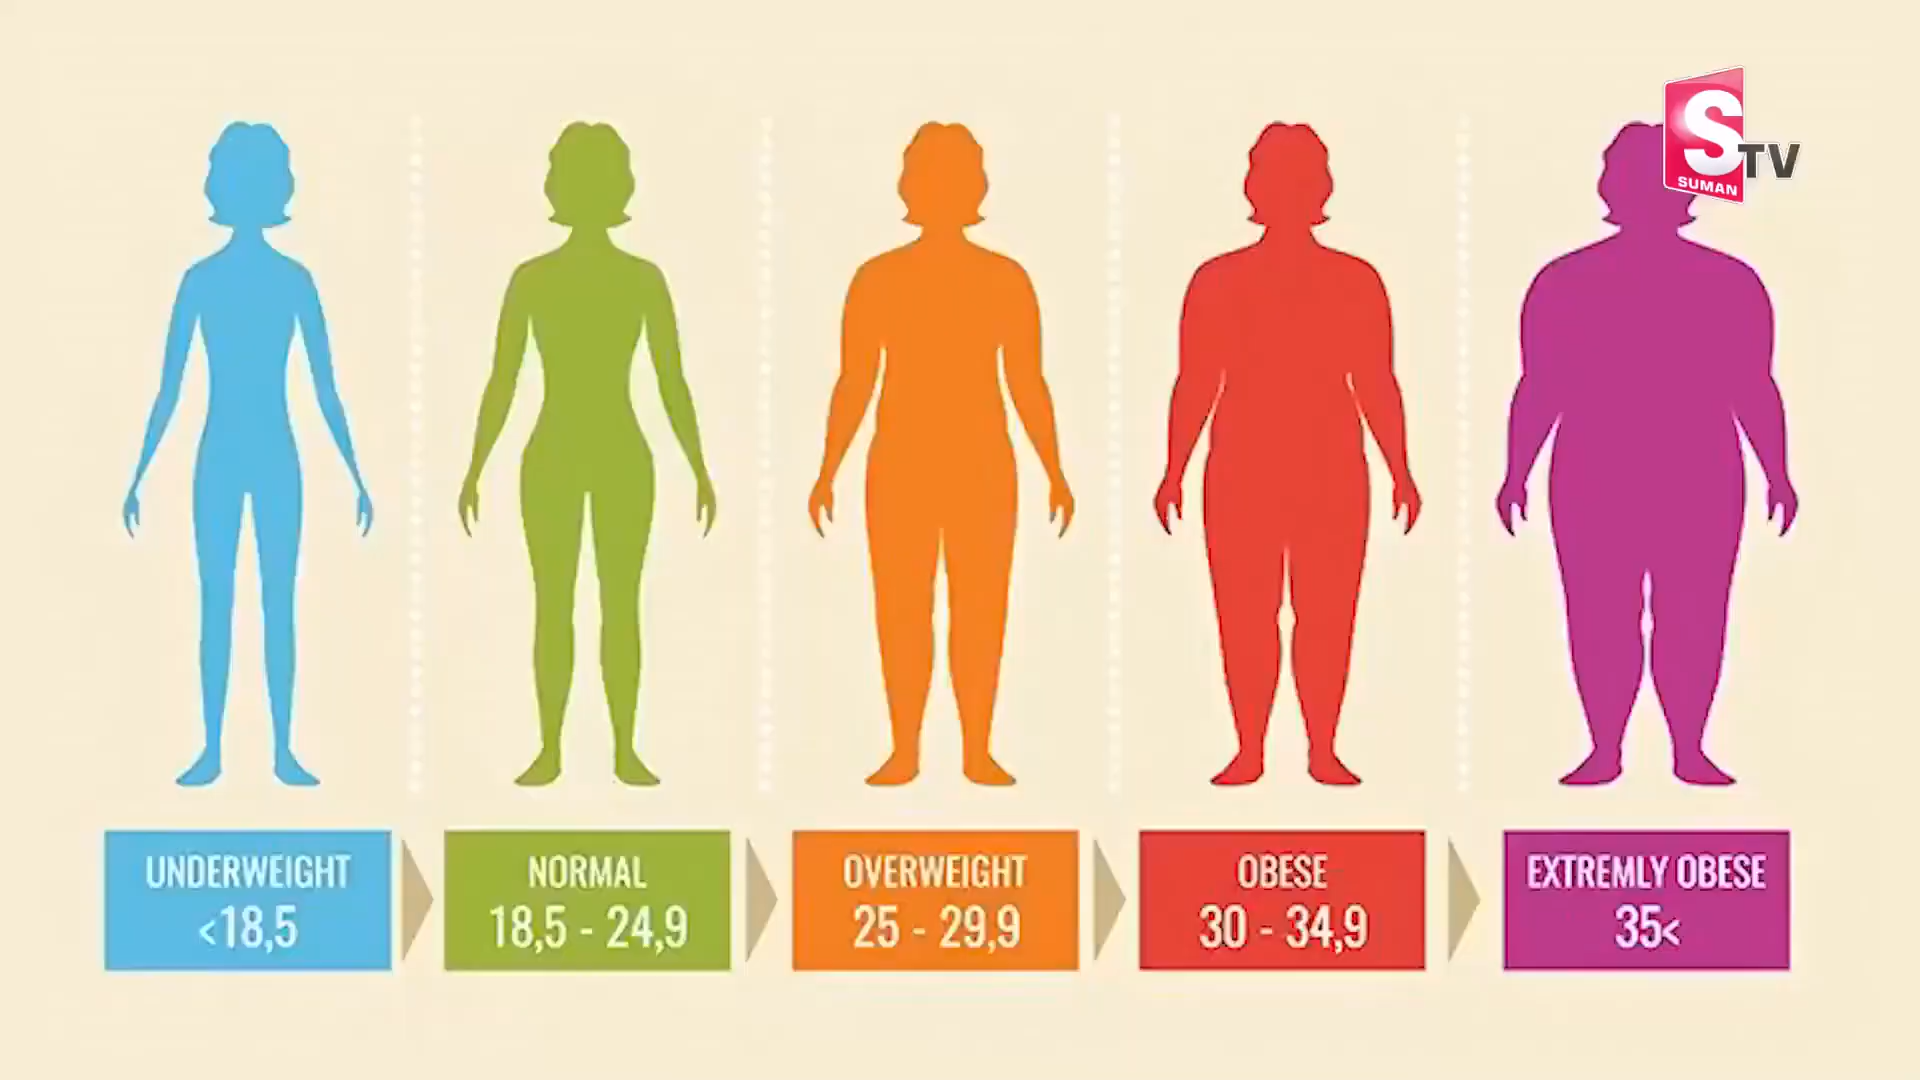 S
TV
SUMAN
UNDERWEIGHT
<18,5
NORMAL
18,5 - 24,9
OVERWEIGHT
25 - 29,9
OBESE
30 - 34,9
EXTREMLY OBESE
35<